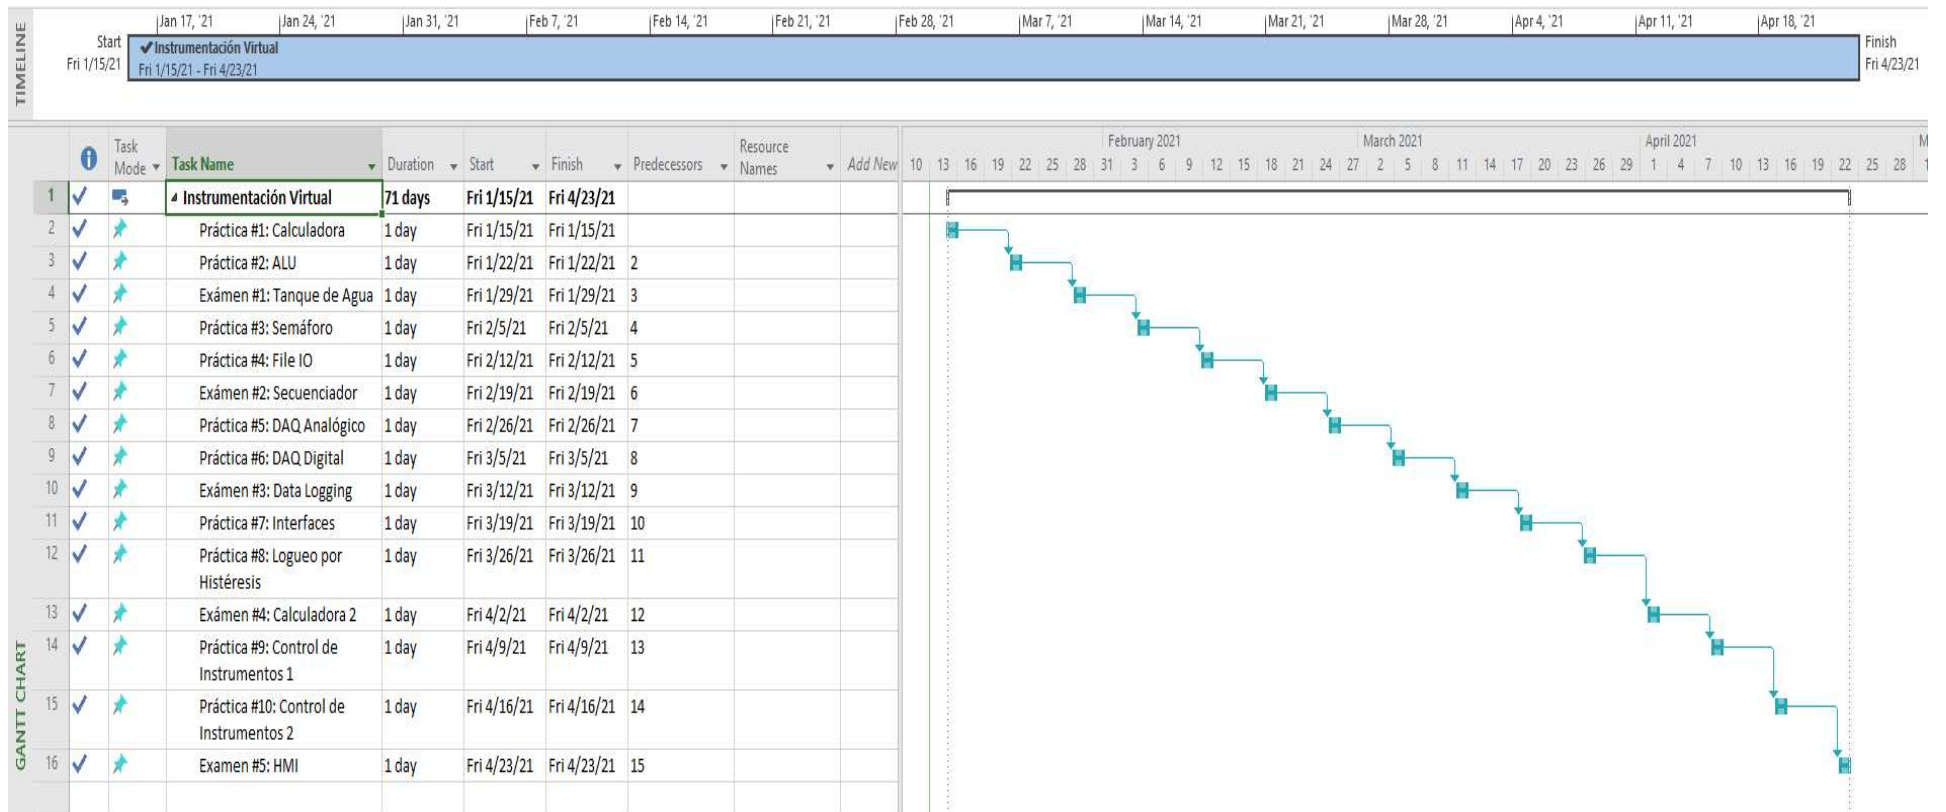 TIMELINE
Jan 17, '21 Jan 24, '21 Jan 31, '21 Feb 7, '21 Feb 14, '21 Feb 21, '21 Feb 28, '21 Mar 7, '21 Mar 14, '21 Mar 21, '21 Mar 28, '21 Apr 4, '21 Apr 11, '21 Apr 18, '21
Start
Fri 1/15/21
Instrumentación Virtual
Fri 1/15/21 - Fri 4/23/21
Finish
Fri 4/23/21
GANTT CHART
Task Mode Task Name Duration Start Finish Predecessors Resource Names Add New
February 2021 March 2021 April 2021 M
10 13 16 19 22 25 28 31 3 6 9 12 15 18 21 24 27 2 5 8 11 14 17 20 23 26 29 1 4 7 10 13 16 19 22 25 28 1
1 Instrumentación Virtual 71 days Fri 1/15/21 Fri 4/23/21
2 Práctica #1: Calculadora 1 day Fri 1/15/21 Fri 1/15/21
3 Práctica #2: ALU 1 day Fri 1/22/21 Fri 1/22/21 2
4 Exámen #1: Tanque de Agua 1 day Fri 1/29/21 Fri 1/29/21 3
5 Práctica #3: Semáforo 1 day Fri 2/5/21 Fri 2/5/21 4
6 Práctica #4: File IO 1 day Fri 2/12/21 Fri 2/12/21 5
7 Exámen #2: Secuenciador 1 day Fri 2/19/21 Fri 2/19/21 6
8 Práctica #5: DAQ Analógico 1 day Fri 2/26/21 Fri 2/26/21 7
9 Práctica #6: DAQ Digital 1 day Fri 3/5/21 Fri 3/5/21 8
10 Exámen #3: Data Logging 1 day Fri 3/12/21 Fri 3/12/21 9
11 Práctica #7: Interfaces 1 day Fri 3/19/21 Fri 3/19/21 10
12 Práctica #8: Logueo por 1 day Fri 3/26/21 Fri 3/26/21 11
Histéresis
13 Exámen #4: Calculadora 2 1 day Fri 4/2/21 Fri 4/2/21 12
14 Práctica #9: Control de 1 day Fri 4/9/21 Fri 4/9/21 13
Instrumentos 1
15 Práctica #10: Control de 1 day Fri 4/16/21 Fri 4/16/21 14
Instrumentos 2
16 Examen #5: HMI 1 day Fri 4/23/21 Fri 4/23/21 15